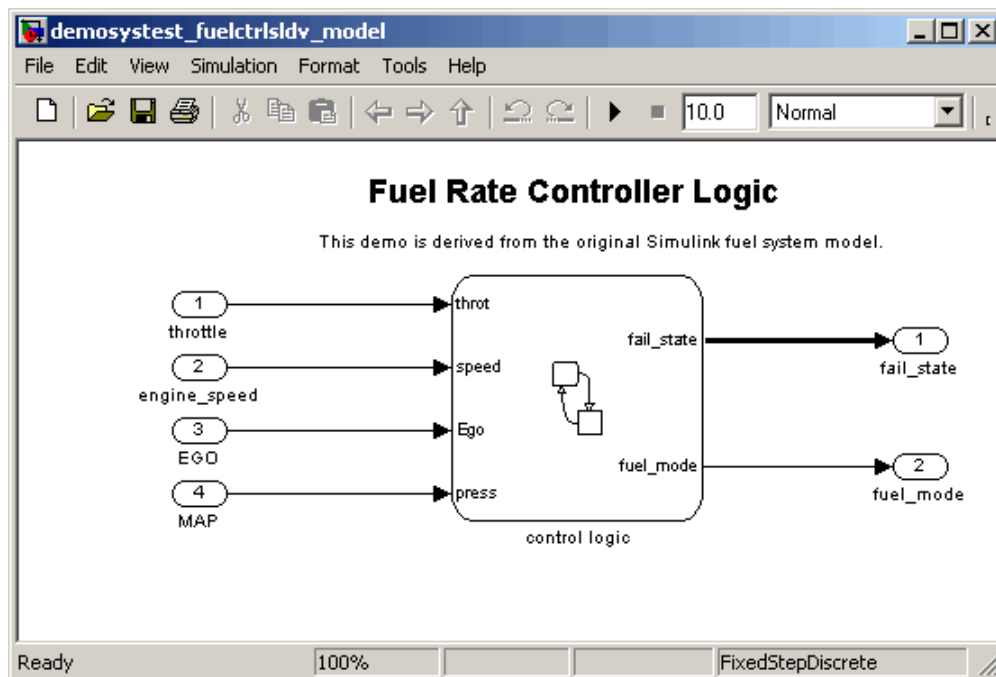 demosystest_fuelctrlsldv_model
File Edit View Simulation Format Tools Help
10.0 Normal
Fuel Rate Controller Logic
This demo is derived from the original Simulink fuel system model.
1
throttle
throt
fail_state
1
fail_state
2
engine_speed
speed
3
EGO
Ego
fuel_mode
2
fuel_mode
4
MAP
press
control logic
Ready 100% FixedStepDiscrete